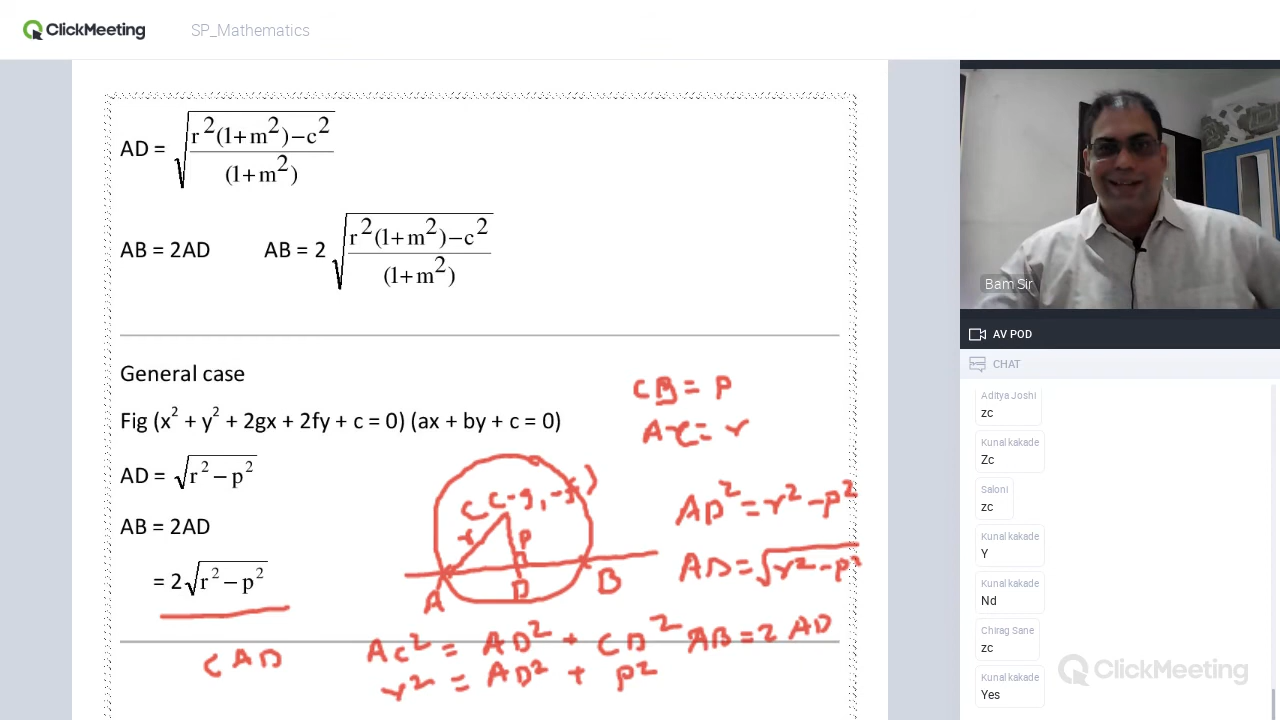 ClickMeeting SP_Mathematics
AD = √(r²(1+m²)−c² / (1+m²))
AB = 2AD AB = 2 √(r²(1+m²)−c² / (1+m²))
General case
Fig (x² + y² + 2gx + 2fy + c = 0) (ax + by + c = 0)
AD = √(r² − p²)
AB = 2AD
= 2√(r² − p²)
CD = P
AC = r
C (-g, -f)
r P
A D B
AD² = r² - P²
AD = √r² - P²
AC² = AD² + CD² AB = 2 AD
r² = AD² + P²
CAD
Bam Sir
AV POD
CHAT
Aditya Joshi
zc
Kunal kakade
Zc
Saloni
zc
Kunal kakade
Y
Kunal kakade
Nd
Chirag Sane
zc
Kunal kakade
Yes
ClickMeeting